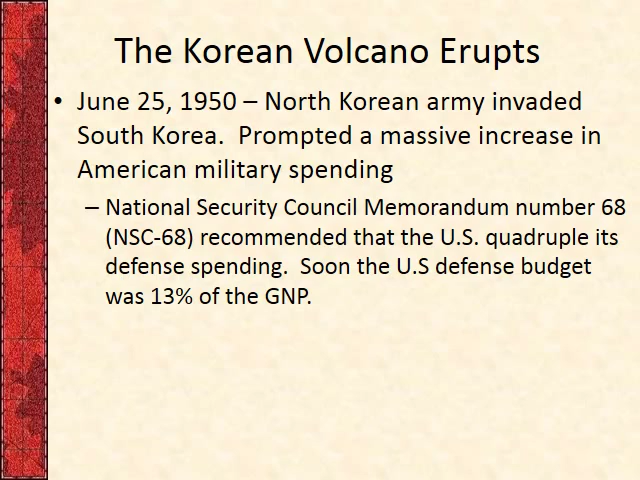 The Korean Volcano Erupts
• June 25, 1950 – North Korean army invaded
South Korea.  Prompted a massive increase in
American military spending
– National Security Council Memorandum number 68
(NSC-68) recommended that the U.S. quadruple its
defense spending.  Soon the U.S defense budget
was 13% of the GNP.